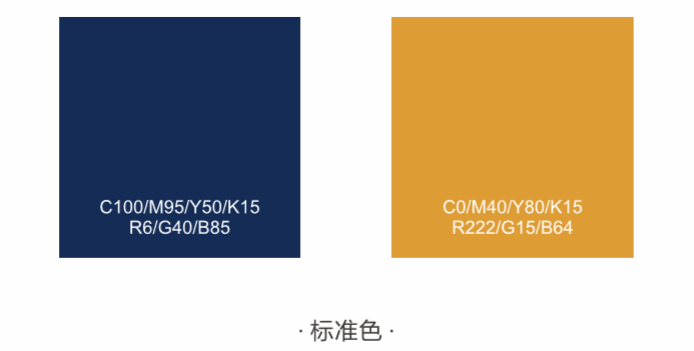 C100/M95/Y50/K15
R6/G40/B85
C0/M40/Y80/K15
R222/G15/B64
· 标准色 ·